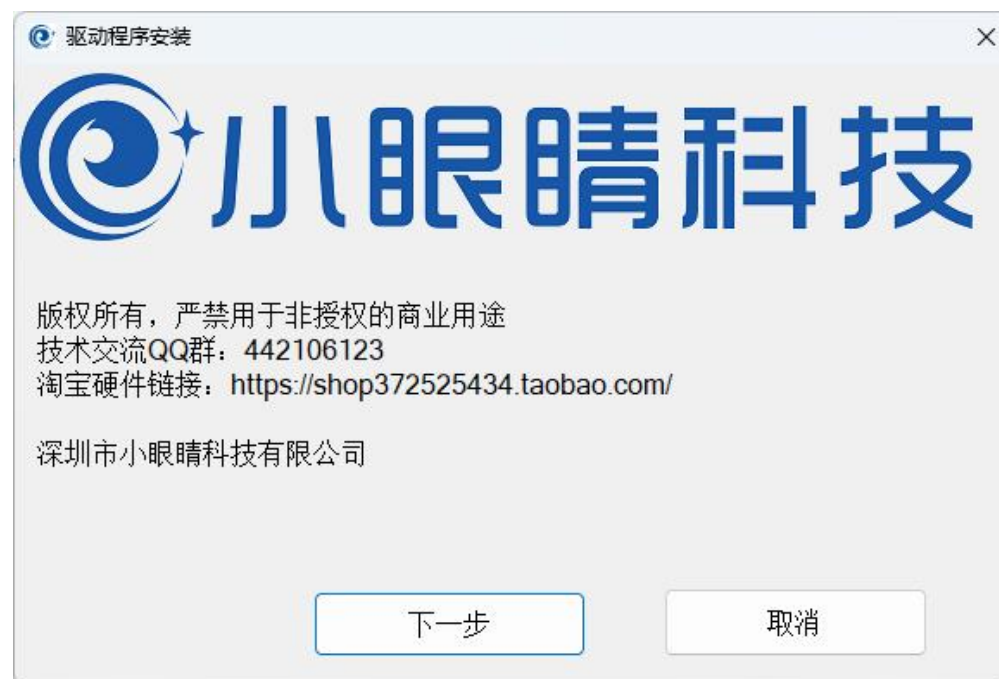 驱动程序安装
小眼睛科技
版权所有，严禁用于非授权的商业用途
技术交流QQ群：442106123
淘宝硬件链接：https://shop372525434.taobao.com/
深圳市小眼睛科技有限公司
下一步
取消